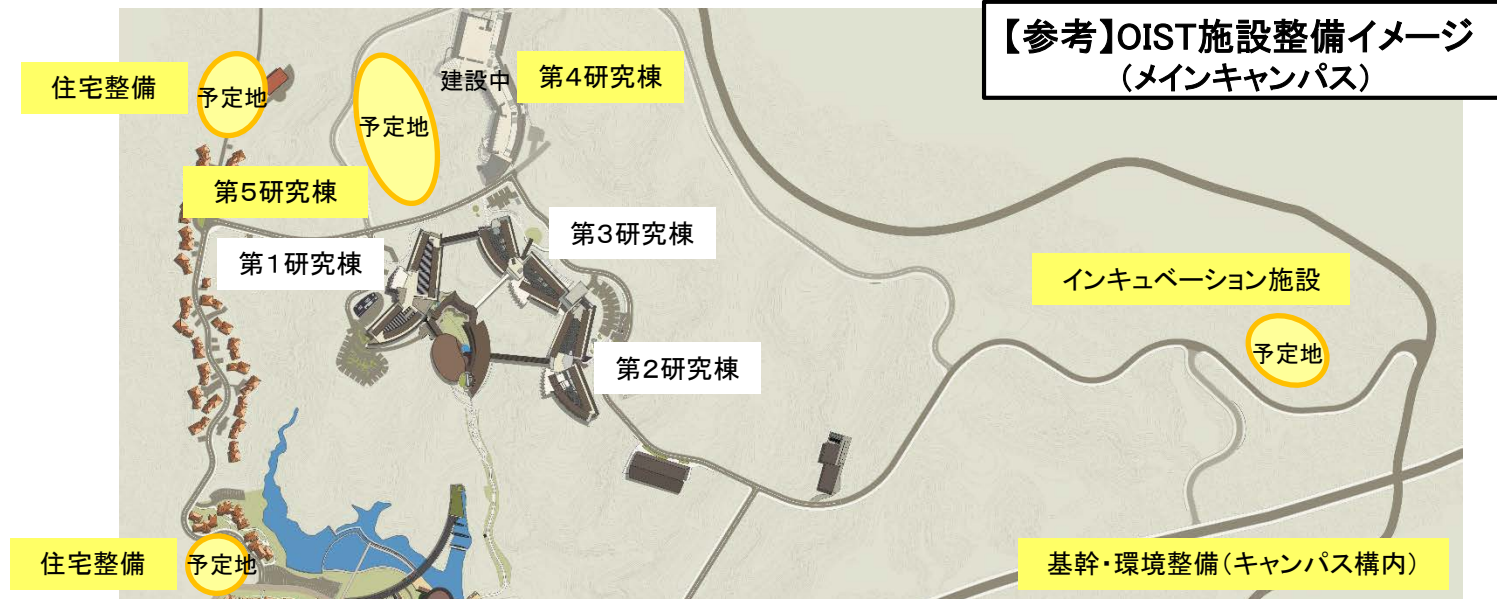 【参考】OIST施設整備イメージ
（メインキャンパス）
住宅整備
予定地
予定地
建設中
第４研究棟
第５研究棟
第１研究棟
第３研究棟
第２研究棟
インキュベーション施設
予定地
住宅整備
予定地
基幹・環境整備（キャンパス構内）